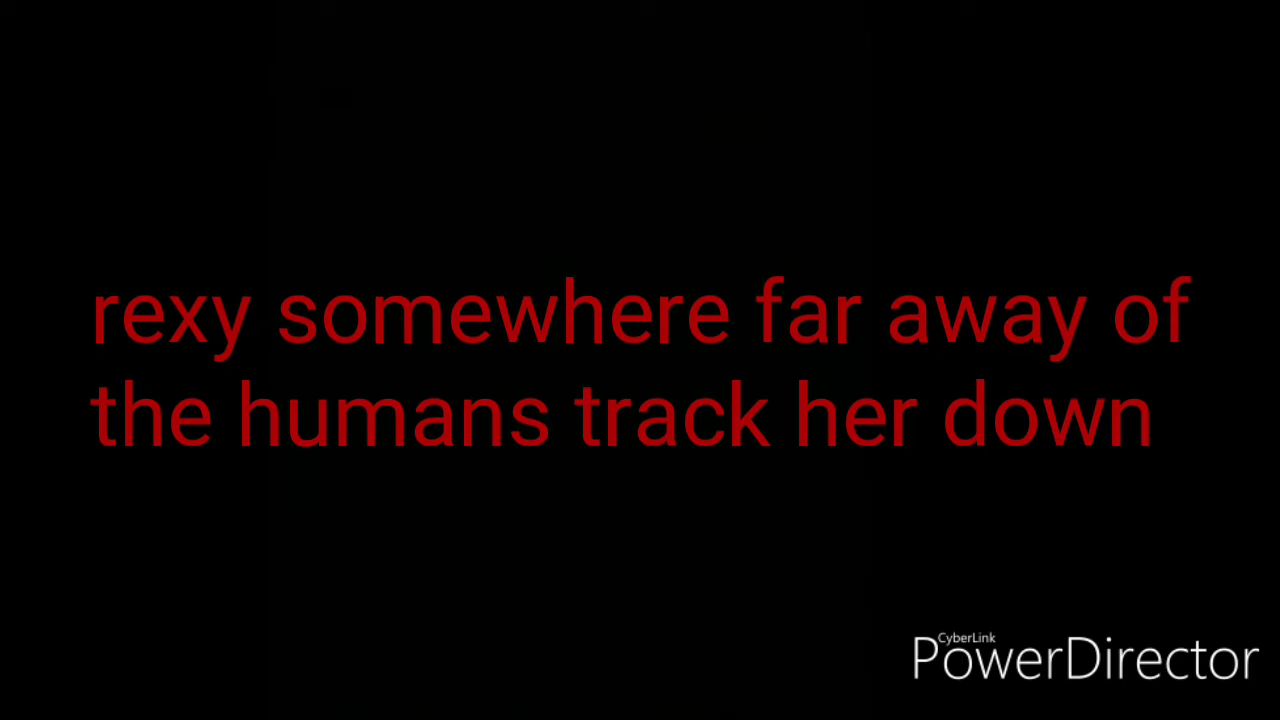 rexy somewhere far away of
the humans track her down
CyberLink
PowerDirector